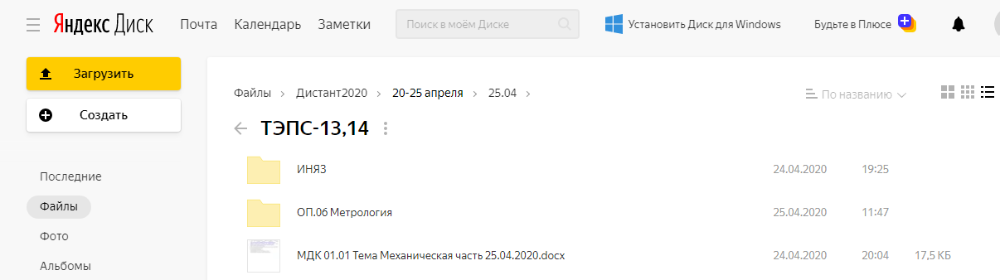 Яндекс Диск Почта Календарь Заметки Поиск в моём Диске Установить Диск для Windows Будьте в Плюсе
Загрузить
Создать
Последние
Файлы
Фото
Альбомы
Файлы > Дистант2020 > 20-25 апреля > 25.04 > По названию
ТЭПС-13,14
ИНЯЗ 24.04.2020 19:25
ОП.06 Метрология 25.04.2020 11:47
МДК 01.01 Тема Механическая часть 25.04.2020.docx 24.04.2020 20:04 17,5 КБ